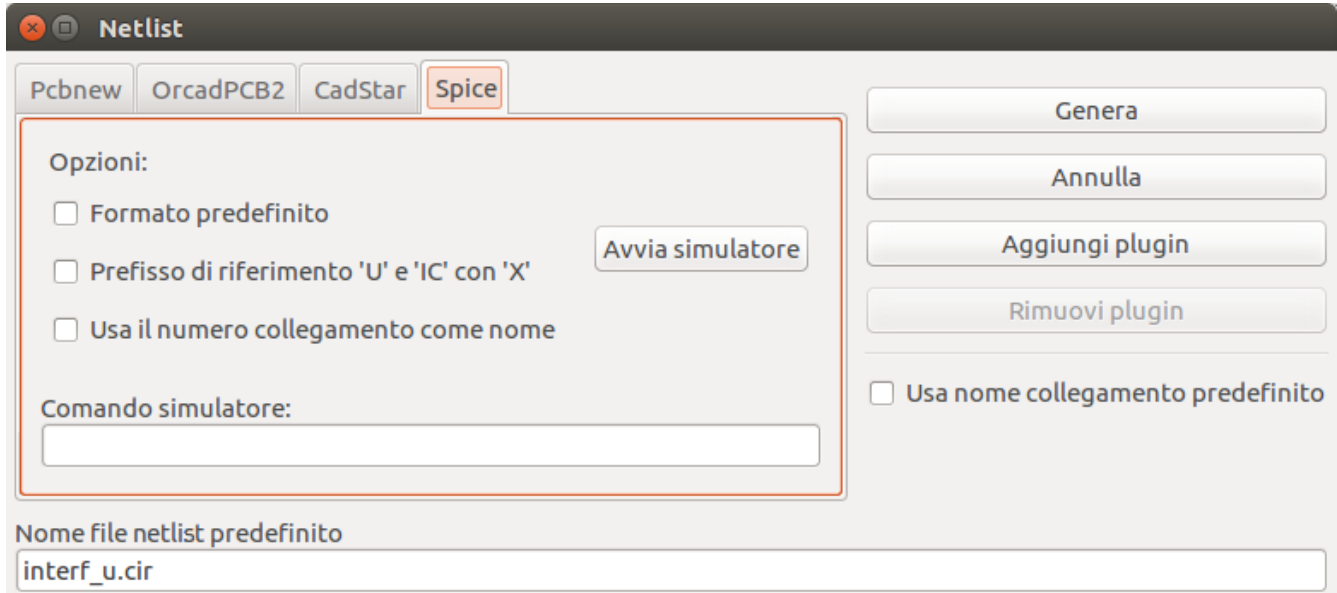 Netlist
Pcbnew OrcadPCB2 CadStar Spice
Opzioni:
Formato predefinito
Prefisso di riferimento 'U' e 'IC' con 'X'
Usa il numero collegamento come nome
Avvia simulatore
Comando simulatore:
Genera
Annulla
Aggiungi plugin
Rimuovi plugin
Usa nome collegamento predefinito
Nome file netlist predefinito
interf_u.cir